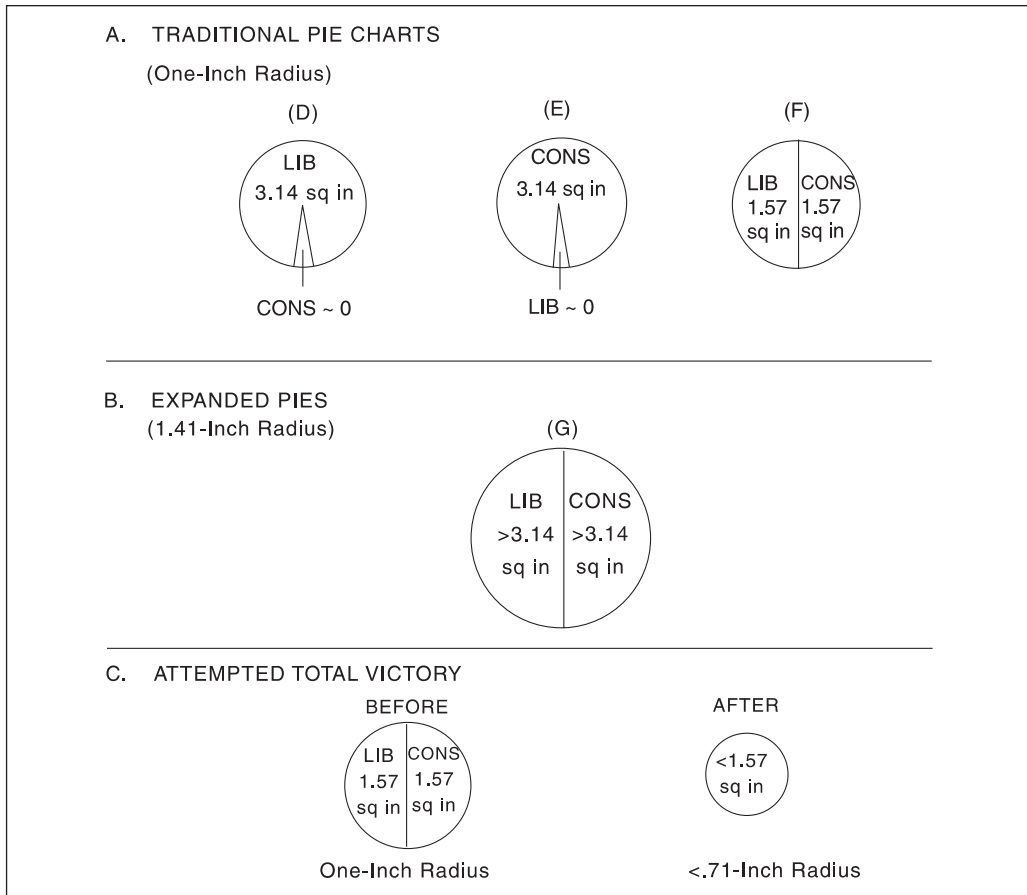 A. TRADITIONAL PIE CHARTS
(One-Inch Radius)
(D)
LIB
3.14 sq in
CONS ~ 0
(E)
CONS
3.14 sq in
LIB ~ 0
(F)
LIB
1.57
sq in
CONS
1.57
sq in
B. EXPANDED PIES
(1.41-Inch Radius)
(G)
LIB
>3.14
sq in
CONS
>3.14
sq in
C. ATTEMPTED TOTAL VICTORY
BEFORE
LIB
1.57
sq in
CONS
1.57
sq in
One-Inch Radius
AFTER
<1.57
sq in
<.71-Inch Radius